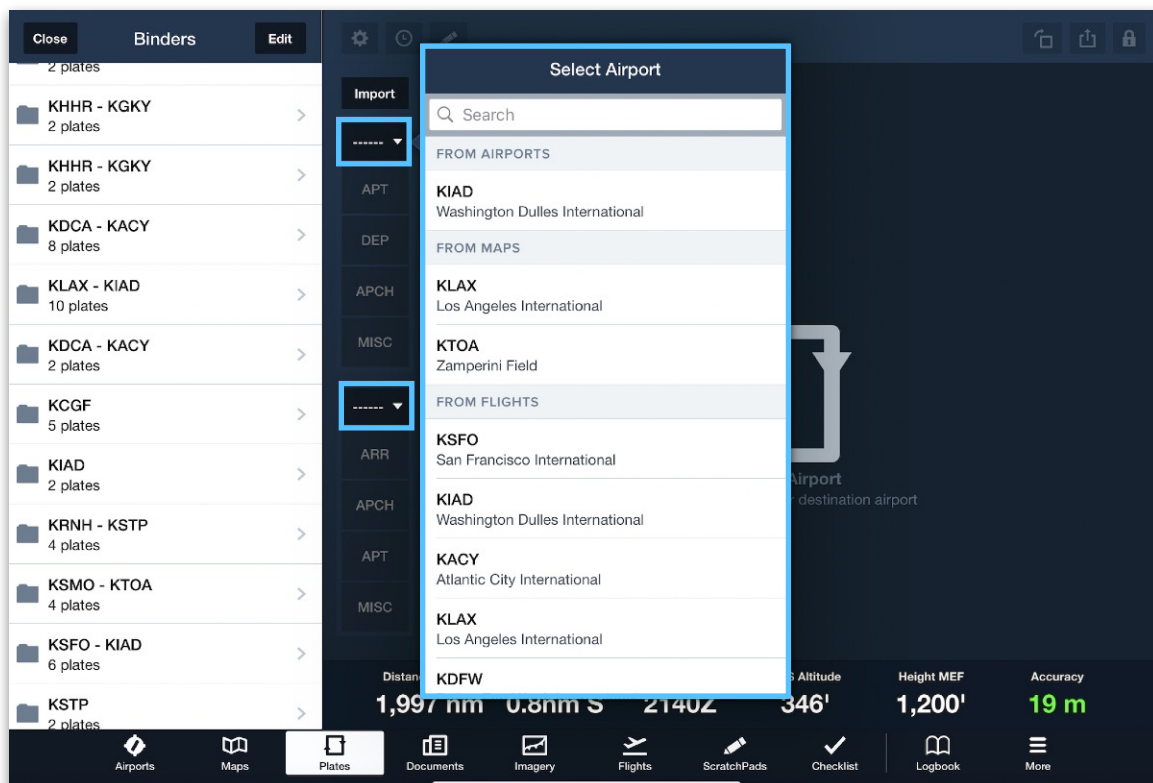 Close
Binders
Edit
2 plates
KHHR - KGKY
2 plates
KHHR - KGKY
2 plates
KDCA - KACY
8 plates
KLAX - KIAD
10 plates
KDCA - KACY
2 plates
KCGF
5 plates
KIAD
2 plates
KRNH - KSTP
4 plates
KSMO - KTOA
4 plates
KSFO - KIAD
6 plates
KSTP
2 plates
Import
------
APT
DEP
APCH
MISC
------
ARR
APCH
APT
MISC
Select Airport
Search
FROM AIRPORTS
KIAD
Washington Dulles International
FROM MAPS
KLAX
Los Angeles International
KTOA
Zamperini Field
FROM FLIGHTS
KSFO
San Francisco International
KIAD
Washington Dulles International
KACY
Atlantic City International
KLAX
Los Angeles International
KDFW
Airport
destination airport
Altitude
Height MEF
Accuracy
1,997 nm
0.8nm S
2140Z
346'
1,200'
19 m
Airports
Maps
Plates
Documents
Imagery
Flights
ScratchPads
Checklist
Logbook
More